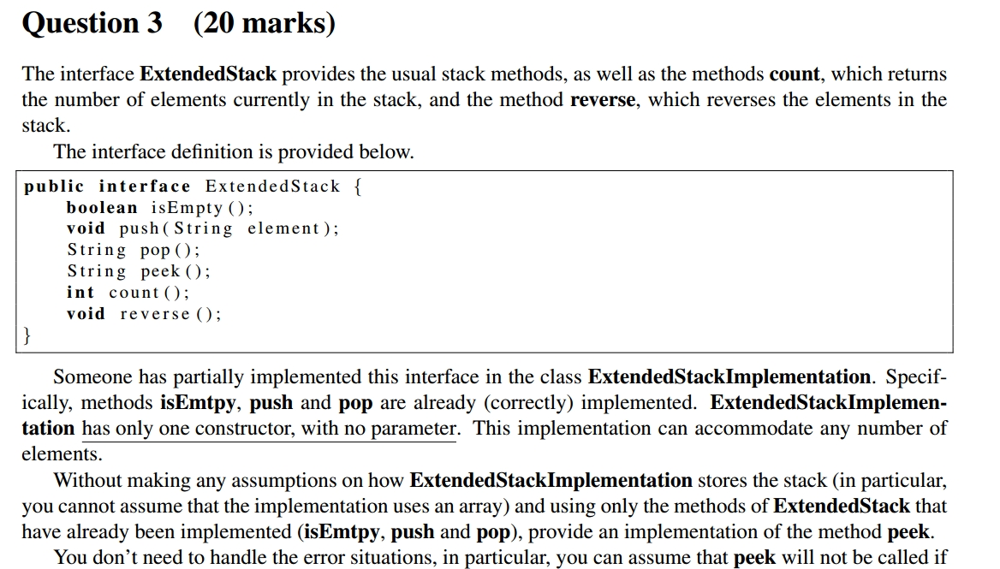 Question 3 (20 marks)
The interface ExtendedStack provides the usual stack methods, as well as the methods count, which returns
the number of elements currently in the stack, and the method reverse, which reverses the elements in the
stack.
The interface definition is provided below.
public interface ExtendedStack {
boolean isEmpty();
void push(String element);
String pop();
String peek();
int count();
void reverse();
}
Someone has partially implemented this interface in the class ExtendedStackImplementation. Specif-
ically, methods isEmtpy, push and pop are already (correctly) implemented. ExtendedStackImplemen-
tation has only one constructor, with no parameter. This implementation can accommodate any number of
elements.
Without making any assumptions on how ExtendedStackImplementation stores the stack (in particular,
you cannot assume that the implementation uses an array) and using only the methods of ExtendedStack that
have already been implemented (isEmtpy, push and pop), provide an implementation of the method peek.
You don't need to handle the error situations, in particular, you can assume that peek will not be called if